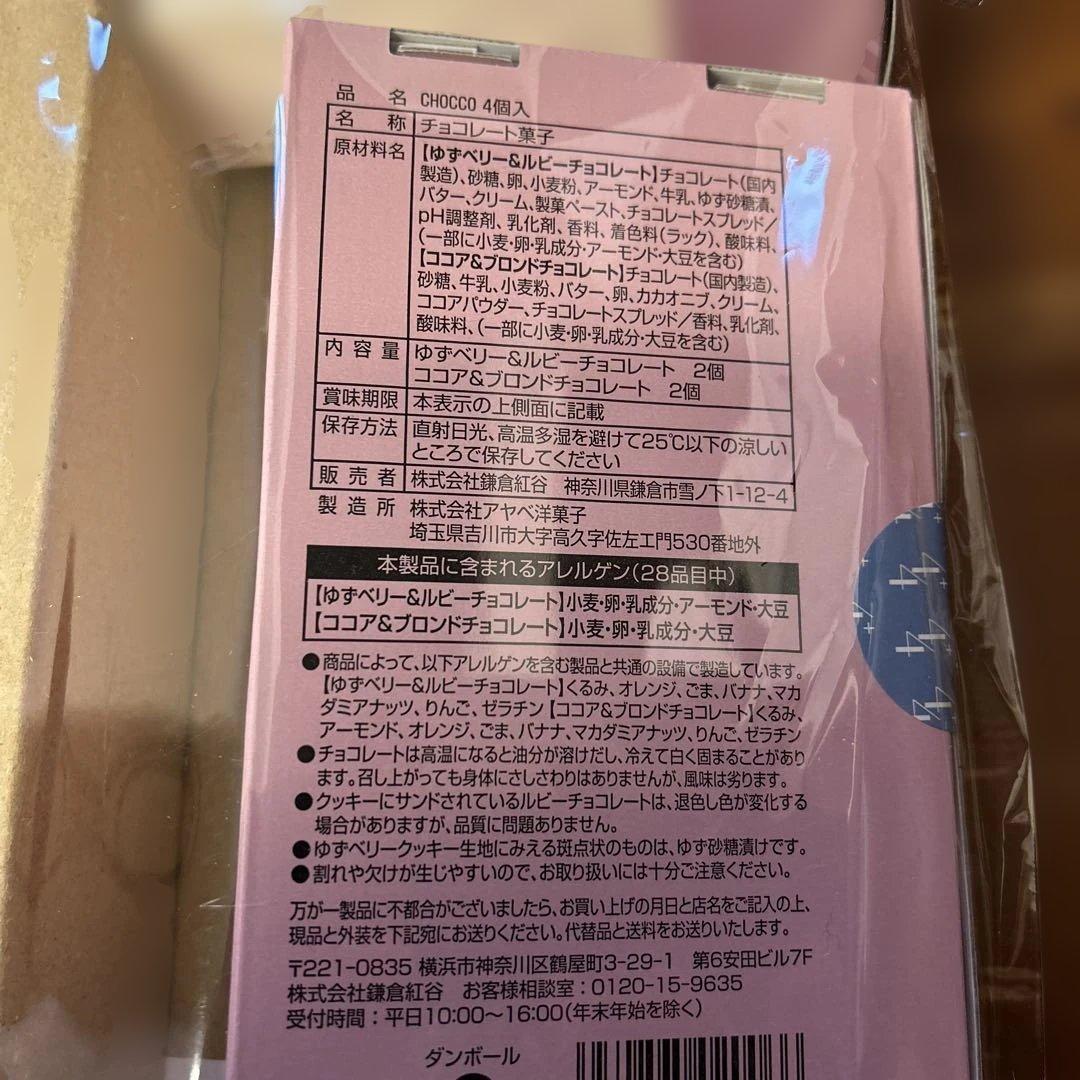 品名 CHOCCO 4個入
名称 チョコレート菓子
原材料名 【ゆずベリー&ルビーチョコレート】チョコレート(国内
製造)、砂糖、卵、小麦粉、アーモンド、牛乳、ゆず砂糖漬、
バター、クリーム、製菓ペースト、チョコレートスプレッド/
pH調整剤、乳化剤、香料、着色料(ラック)、酸味料、
(一部に小麦・卵・乳成分・アーモンド・大豆を含む)
【ココア&ブロンドチョコレート】チョコレート(国内製造)、
砂糖、牛乳、小麦粉、バター、卵、カカオニブ、クリーム、
ココアパウダー、チョコレートスプレッド/香料、乳化剤、
酸味料、(一部に小麦・卵・乳成分・大豆を含む)
内容量 ゆずベリー&ルビーチョコレート 2個
ココア&ブロンドチョコレート 2個
賞味期限 本表示の上側面に記載
保存方法 直射日光、高温多湿を避けて25℃以下の涼しい
ところで保存してください
販売者 株式会社鎌倉紅谷 神奈川県鎌倉市雪ノ下1-12-4
製造所 株式会社アヤベ洋菓子
埼玉県吉川市大字高久字佐左エ門530番地外
本製品に含まれるアレルゲン(28品目中)
【ゆずベリー&ルビーチョコレート】小麦・卵・乳成分・アーモンド・大豆
【ココア&ブロンドチョコレート】小麦・卵・乳成分・大豆
●商品によって、以下アレルゲンを含む製品と共通の設備で製造しています。
【ゆずベリー&ルビーチョコレート】くるみ、オレンジ、ごま、バナナ、マカ
ダミアナッツ、りんご、ゼラチン【ココア&ブロンドチョコレート】くるみ、
アーモンド、オレンジ、ごま、バナナ、マカダミアナッツ、りんご、ゼラチン
●チョコレートは高温になると油分が溶けだし、冷えて白く固まることがあり
ます。召し上がっても身体にさしさわりはありませんが、風味は劣ります。
●クッキーにサンドされているルビーチョコレートは、退色し色が変化する
場合がありますが、品質に問題ありません。
●ゆずベリークッキー生地にみえる斑点状のものは、ゆず砂糖漬けです。
●割れや欠けが生じやすいので、お取り扱いには十分ご注意ください。
万が一製品に不都合がございましたら、お買い上げの月日と店名をご記入の上、
現品と外装を下記宛にお送りください。代替品と送料をお送りいたします。
〒221-0835 横浜市神奈川区鶴屋町3-29-1 第6安田ビル7F
株式会社鎌倉紅谷 お客様相談室:0120-15-9635
受付時間:平日10:00〜16:00(年末年始を除く)
ダンボール